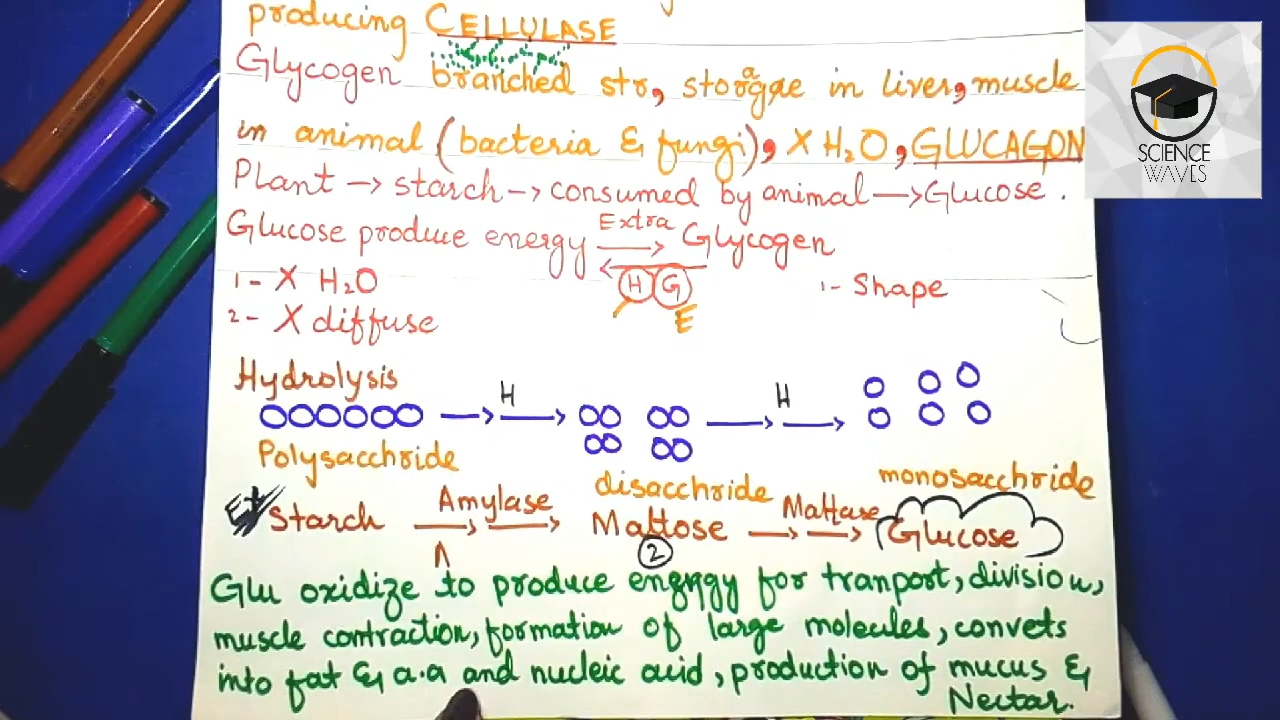 producing CELLULASE
Glycogen branched str, storgae in liver, muscle
in animal (bacteria & fungi), X H₂O, GLUCAGON
SCIENCE
WAVES
Plant → starch → consumed by animal → Glucose.
Glucose produce energy Extra Glycogen
H G
E
1- X H₂O
1- Shape
2- X diffuse
Hydrolysis
H H
Polysacchride
disacchride
monosacchride
Starch Amylase Maltose Maltase Glucose
2
Glu oxidize to produce for tranport, division,
muscle contraction, formation of large molecules, convets
into fat & a.a and nucleic acid, production of mucus &
Nectar.